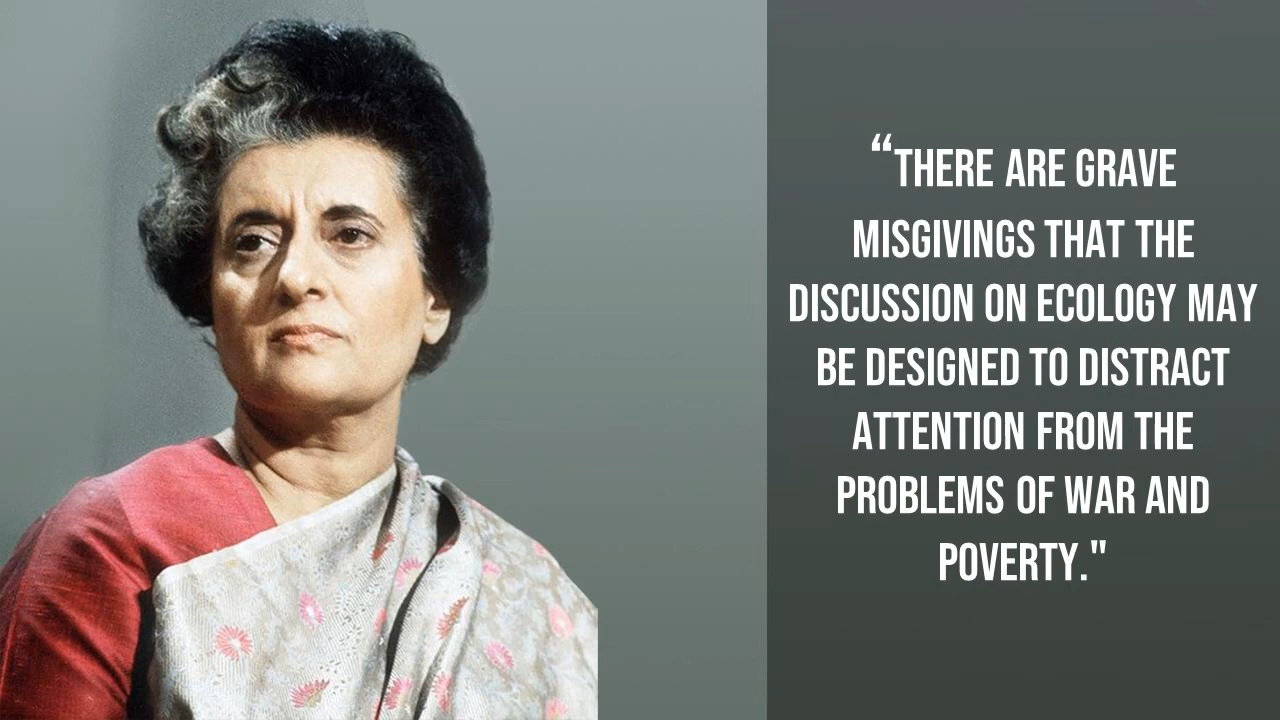 “THERE ARE GRAVE
MISGIVINGS THAT THE
DISCUSSION ON ECOLOGY MAY
BE DESIGNED TO DISTRACT
ATTENTION FROM THE
PROBLEMS OF WAR AND
POVERTY."